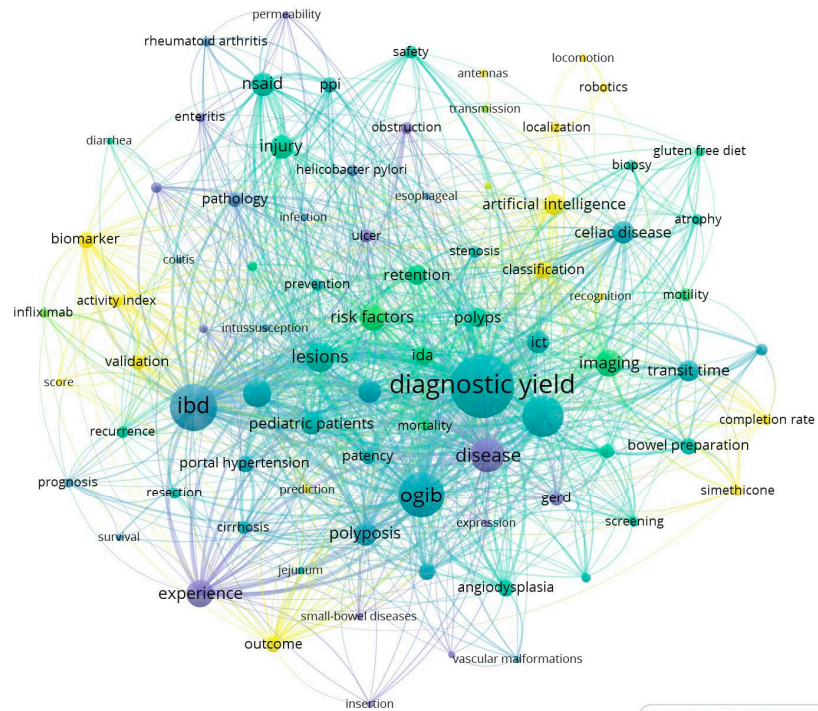 permeability
rheumatoid arthritis
safety
locomotion
antennas
nsaid
ppi
robotics
transmission
enteritis
obstruction
localization
diarrhea
injury
gluten free diet
helicobacter pylori
biopsy
pathology
esophageal
artificial intelligence
infection
atrophy
biomarker
ulcer
celiac disease
stenosis
colitis
retention
classification
prevention
motility
activity index
recognition
infliximab
intussusception
risk factors
polyps
ict
validation
lesions
ida
imaging
transit time
score
diagnostic yield
ibd
completion rate
recurrence
pediatric patients
mortality
bowel preparation
disease
portal hypertension
patency
prognosis
resection
prediction
ogib
gerd
simethicone
survival
cirrhosis
polyposis
expression
screening
jejunum
experience
angiodysplasia
small-bowel diseases
outcome
vascular malformations
insertion